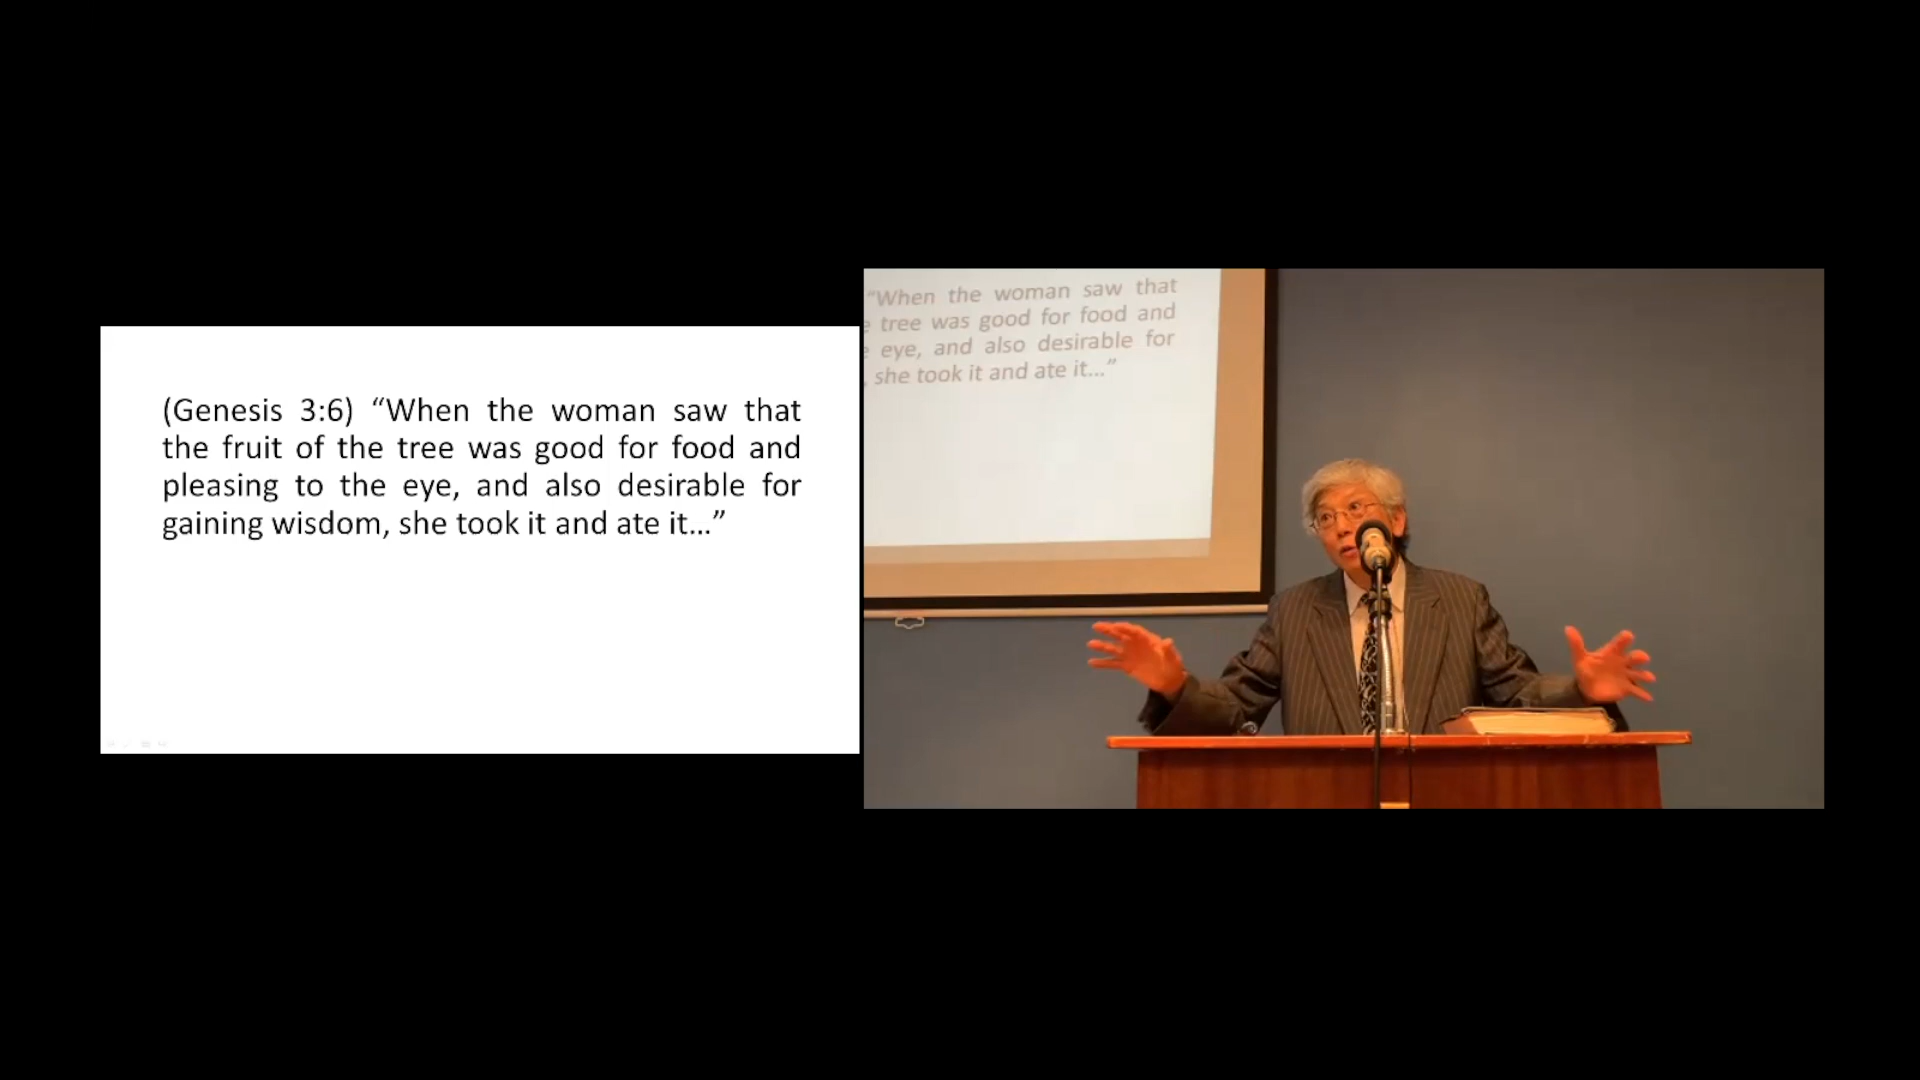 (Genesis 3:6) “When the woman saw that
the fruit of the tree was good for food and
pleasing to the eye, and also desirable for
gaining wisdom, she took it and ate it...”
“When the woman saw that
tree was good for food and
eye, and also desirable for
she took it and ate it...”